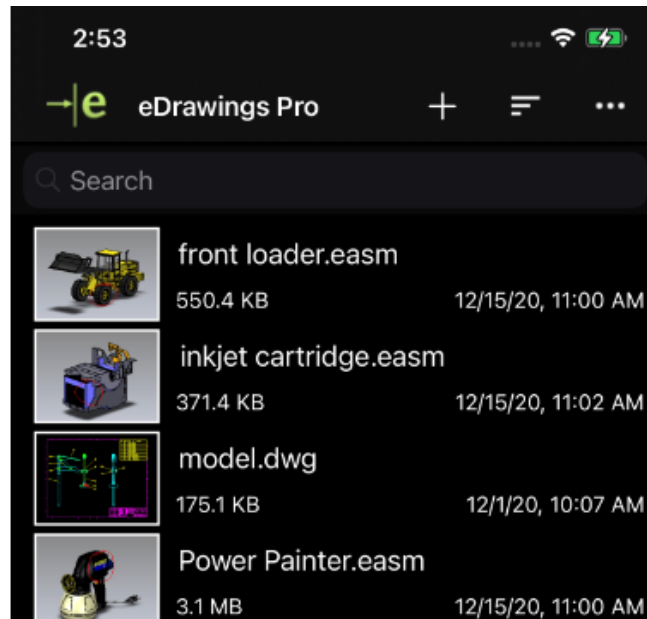 2:53
e eDrawings Pro
Search
front loader.easm
550.4 KB 12/15/20, 11:00 AM
inkjet cartridge.easm
371.4 KB 12/15/20, 11:02 AM
model.dwg
175.1 KB 12/1/20, 10:07 AM
Power Painter.easm
3.1 MB 12/15/20, 11:00 AM